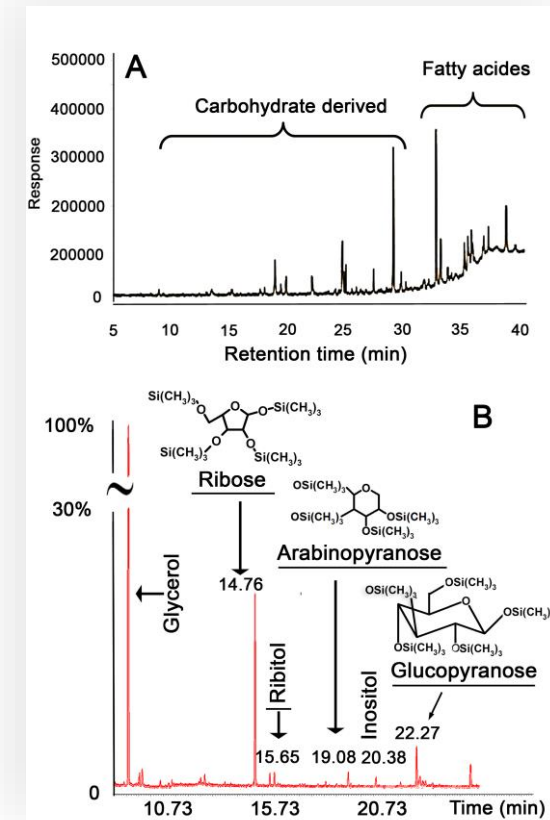 A
Fatty acides
Carbohydrate derived
Response
500000
400000
300000
200000
200000
0
5 10 15 20 25 30 35 40
Retention time (min)
B
100%
30%
0
Si(CH₃)₃
O
O
O
Si(CH₃)₃
Si(CH₃)₃
O
O
Si(CH₃)₃
Ribose
OSi(CH₃)₃
O
OSi(CH₃)₃
OSi(CH₃)₃
OSi(CH₃)₃
Arabinopyranose
OSi(CH₃)₃
OSi(CH₃)₃
O
OSi(CH₃)₃
OSi(CH₃)₃
OSi(CH₃)₃
Glucopyranose
Glycerol
14.76
Ribitol
15.65
19.08
Inositol
20.38
22.27
10.73 15.73 20.73 Time (min)